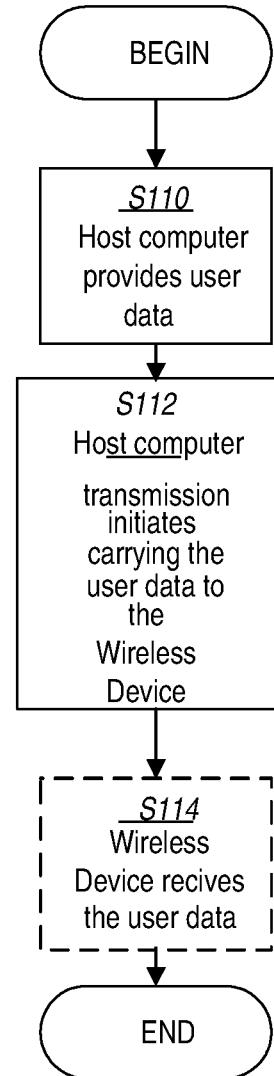 BEGIN
S110
Host computer
provides user
data
S112
Host computer
transmission
initiates
carrying the
user data to
the
Wireless
Device
S114
Wireless
Device recives
the user data
END